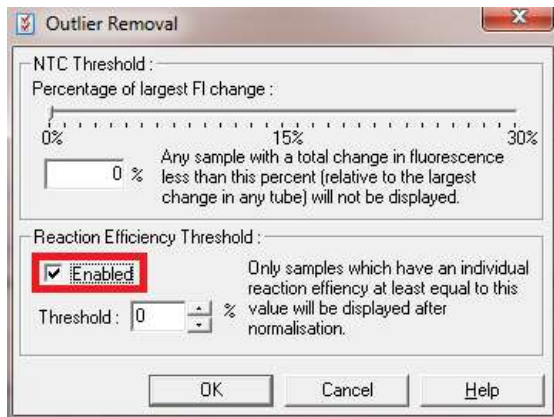 Outlier Removal
NTC Threshold :
Percentage of largest FI change :
0% 15% 30%
0 %
Any sample with a total change in fluorescence
less than this percent (relative to the largest
change in any tube) will not be displayed.
Reaction Efficiency Threshold :
Enabled
Threshold : 0 %
Only samples which have an individual
reaction effiency at least equal to this
value will be displayed after
normalisation.
OK Cancel Help